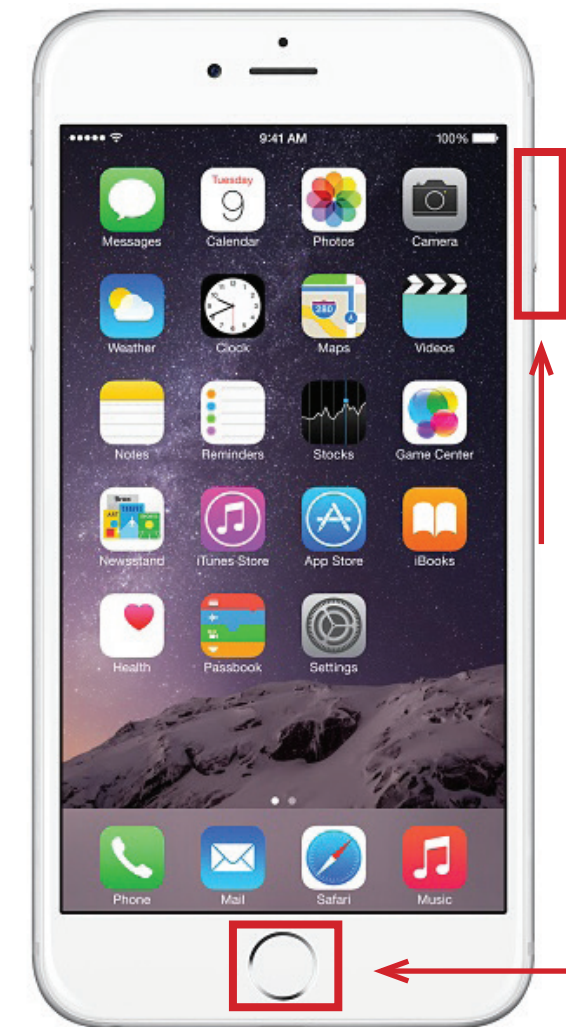 9:41 AM 100%
Tuesday
9
Messages Calendar Photos Camera
280
Weather Clock Maps Videos
Notes Reminders Stocks Game Center
Newsstand iTunes Store App Store iBooks
Health Passbook Settings
Phone Mail Safari Music